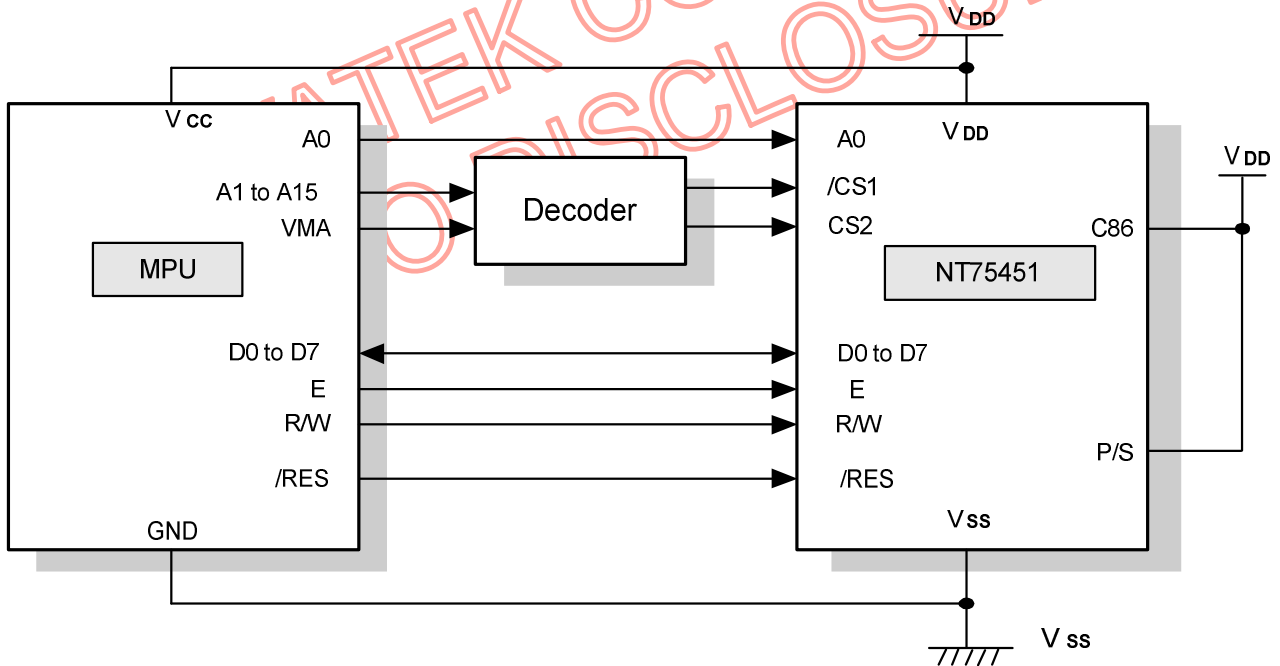 VDD
VCC
VDD
A0
A0
VDD
A1 to A15
/CS1
VMA
Decoder
CS2
C86
MPU
NT75451
D0 to D7
D0 to D7
E
E
R/W
R/W
P/S
/RES
/RES
GND
VSS
VSS
DISCLOSU